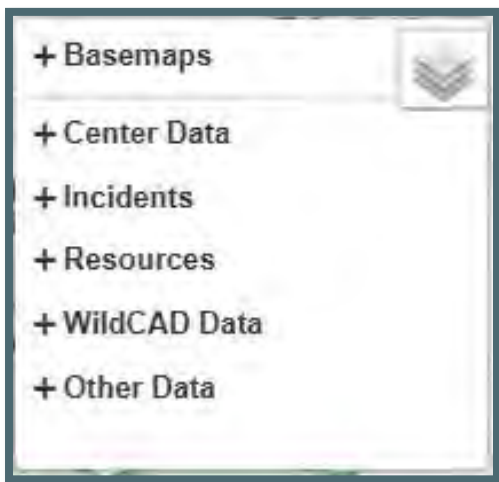 + Basemaps
+ Center Data
+ Incidents
+ Resources
+ WildCAD Data
+ Other Data